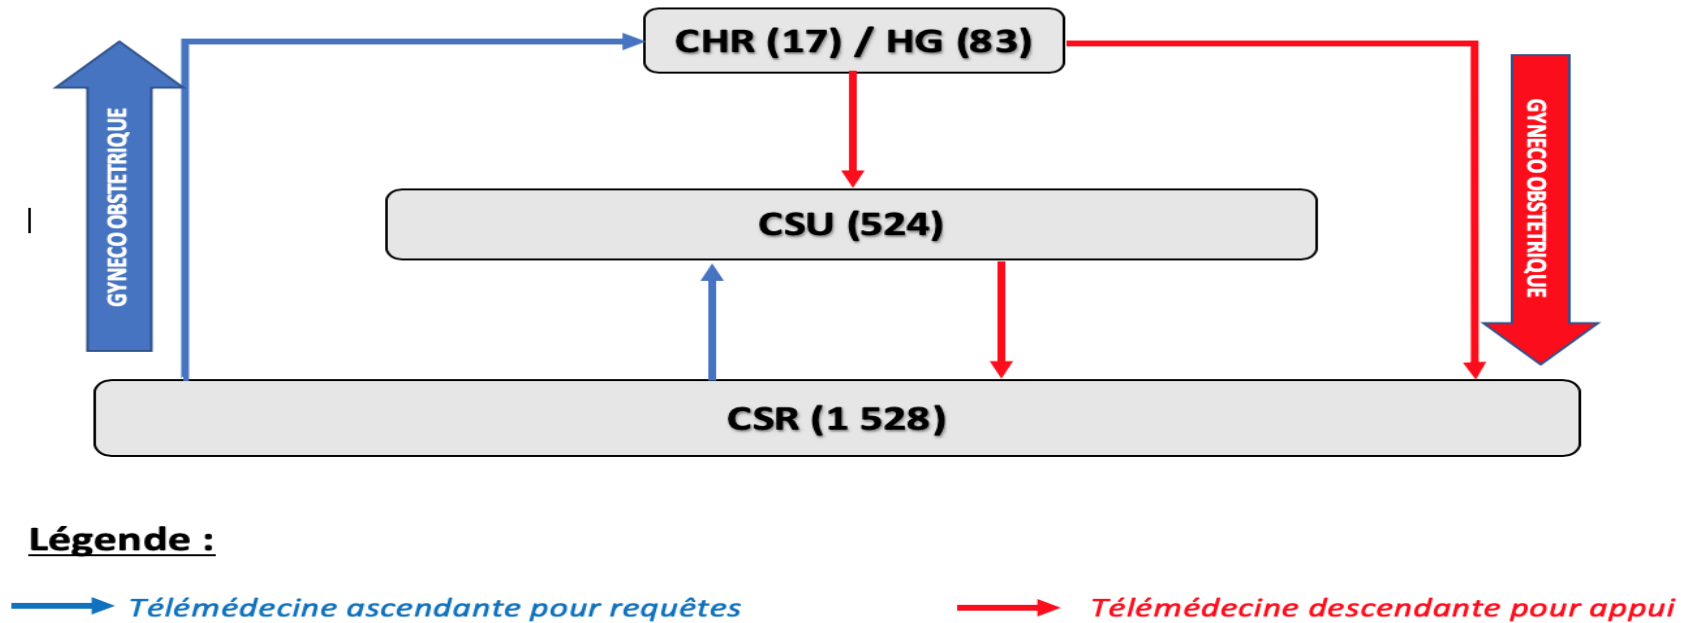 CHR (17) / HG (83)
GYNECO OBSTETRIQUE
GYNECO OBSTETRIQUE
CSU (524)
CSR (1 528)
Légende :
Télémédecine ascendante pour requêtes
Télémédecine descendante pour appui